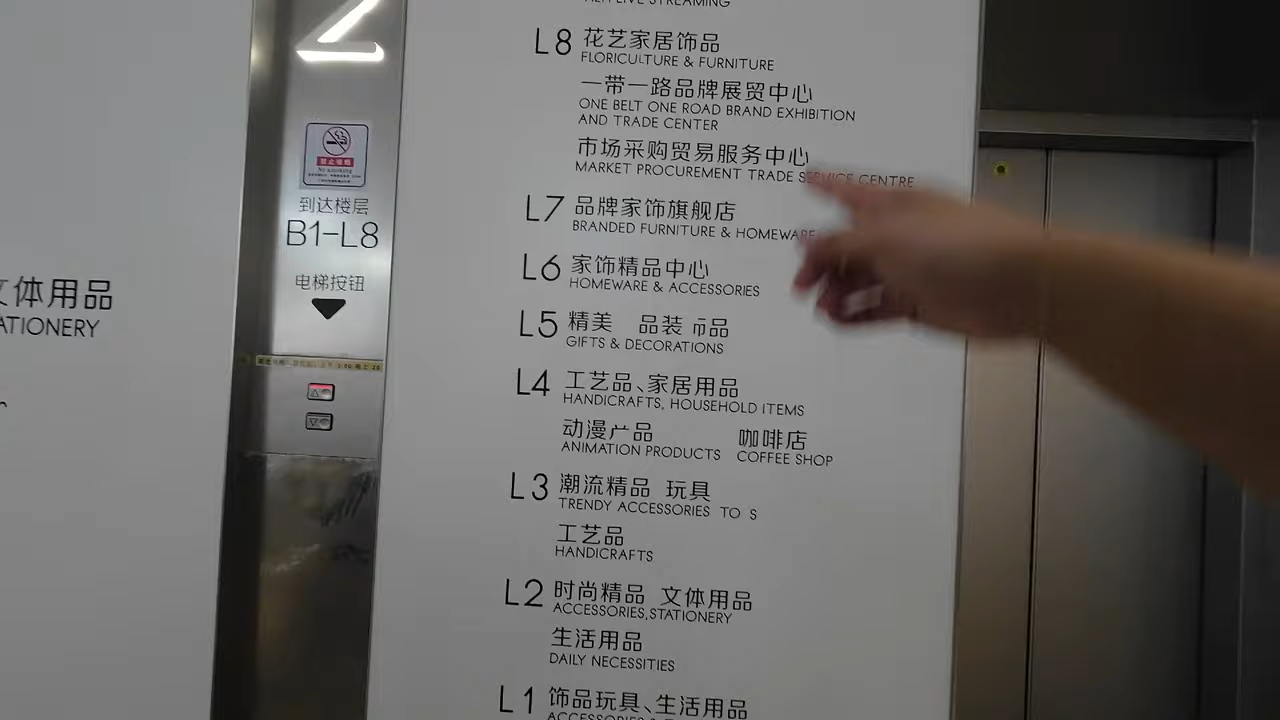 L8 花艺家居饰品
FLORICULTURE & FURNITURE
一带一路品牌展贸中心
ONE BELT ONE ROAD BRAND EXHIBITION
AND TRADE CENTER
市场采购贸易服务中心
MARKET PROCUREMENT TRADE SERVICE CENTRE
L7 品牌家饰旗舰店
BRANDED FURNITURE & HOMEWARE
L6 家饰精品中心
HOMEWARE & ACCESSORIES
L5 精美 品装 品
GIFTS & DECORATIONS
L4 工艺品、家居用品
HANDICRAFTS, HOUSEHOLD ITEMS
动漫产品 咖啡店
ANIMATION PRODUCTS COFFEE SHOP
L3 潮流精品 玩具
TRENDY ACCESSORIES TO S
工艺品
HANDICRAFTS
L2 时尚精品 文体用品
ACCESSORIES,STATIONERY
生活用品
DAILY NECESSITIES
L1 饰品玩具、生活用品
禁止吸烟
No smoking
到达楼层
B1-L8
电梯按钮
文体用品
ATIONERY